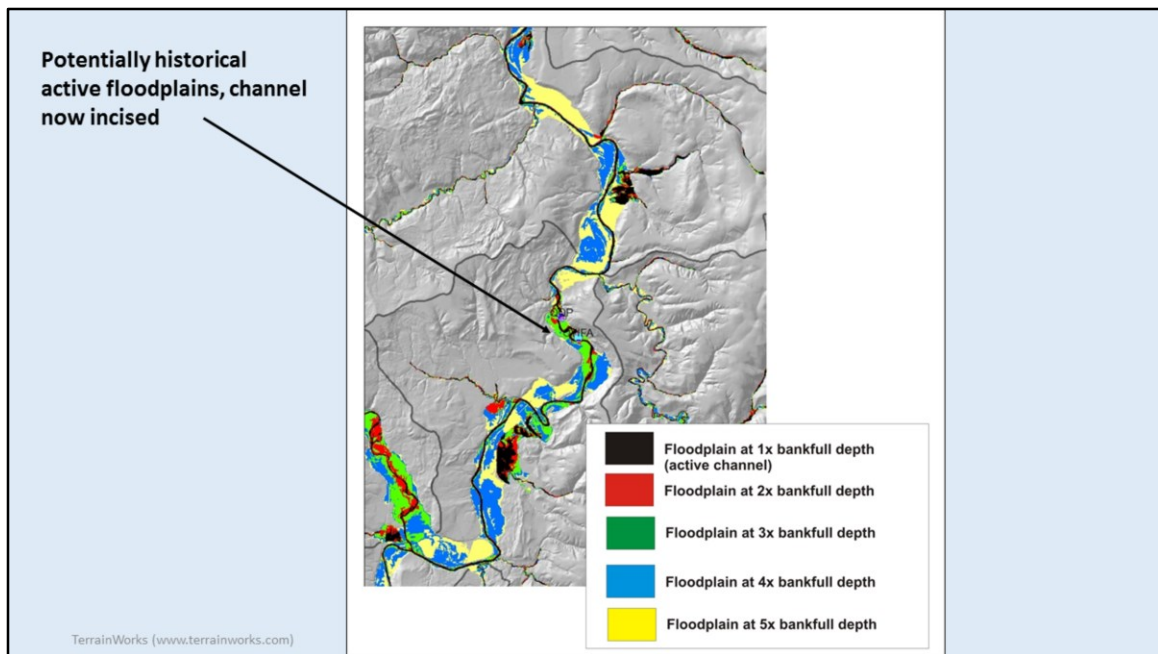 Potentially historical
active floodplains, channel
now incised
Floodplain at 1x bankfull depth
(active channel)
Floodplain at 2x bankfull depth
Floodplain at 3x bankfull depth
Floodplain at 4x bankfull depth
Floodplain at 5x bankfull depth
TerrainWorks (www.terrainworks.com)